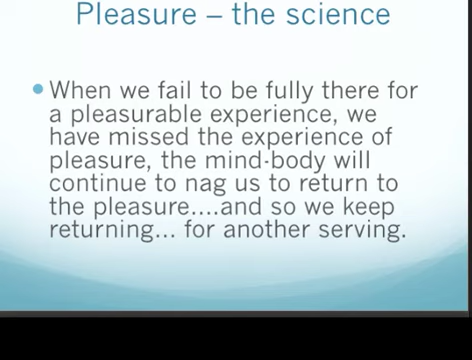 Pleasure – the science
When we fail to be fully there for
a pleasurable experience, we
have missed the experience of
pleasure, the mind-body will
continue to nag us to return to
the pleasure....and so we keep
returning... for another serving.